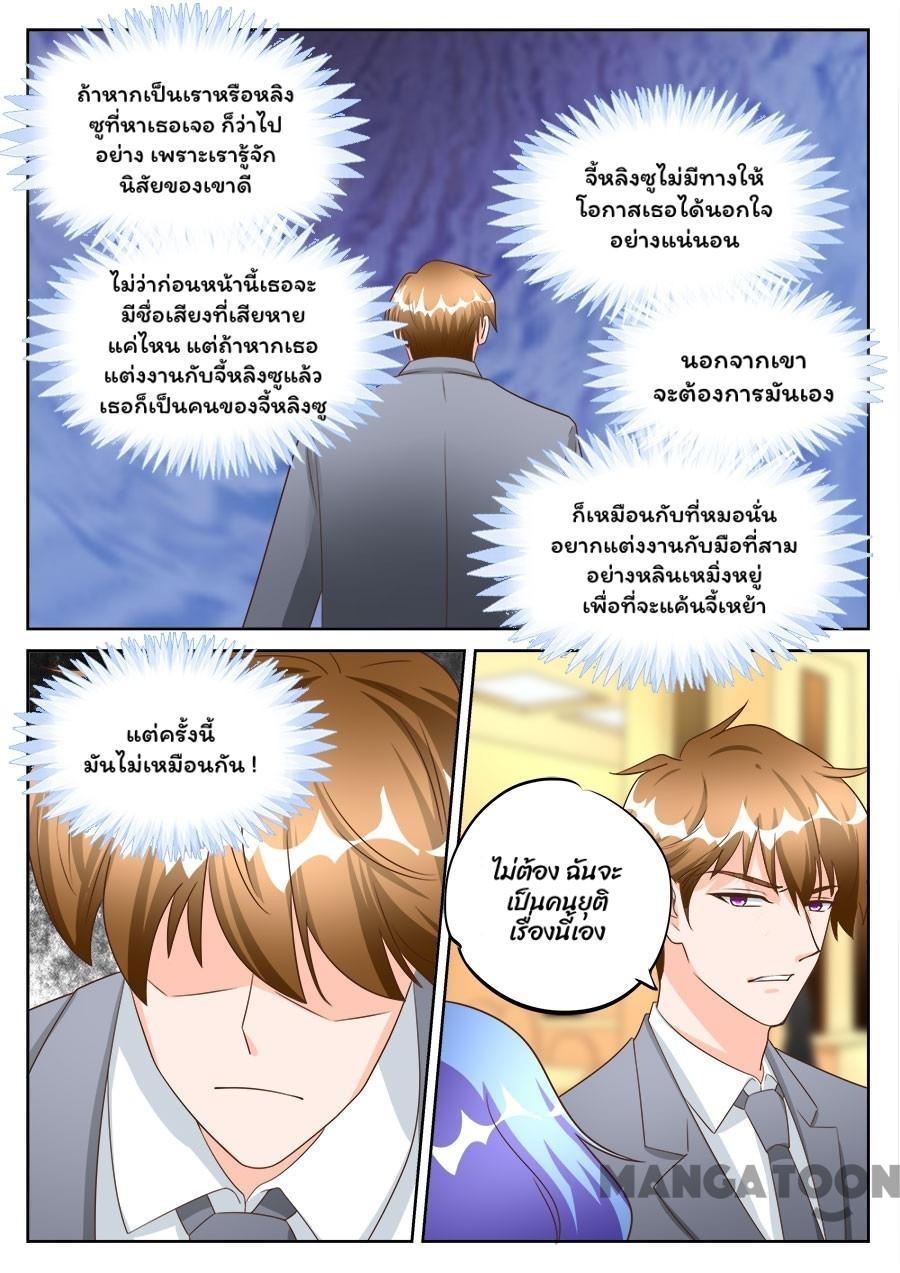 ถ้าหากเป็นเราหรือหลิง
ซูที่หาเธอเจอ ก็ว่าไป
อย่าง เพราะเรารู้จัก
นิสัยของเขาดี
จี้หลิงซูไม่มีทางให้
โอกาสเธอได้นอกใจ
อย่างแน่นอน
ไม่ว่าก่อนหน้านี้เธอจะ
มีชื่อเสียงที่เสียหาย
แค่ไหน แต่ถ้าหากเธอ
แต่งงานกับจี้หลิงซูแล้ว
เธอก็เป็นคนของจี้หลิงซู
นอกจากเขา
จะต้องการมันเอง
ก็เหมือนกับที่หมอนั่น
อยากแต่งงานกับมือที่สาม
อย่างหลินเหมิ่งหยู่
เพื่อที่จะแค้นจี้เหย้า
แต่ครั้งนี้
มันไม่เหมือนกัน !
ไม่ต้อง ฉันจะ
เป็นคนยุติ
เรื่องนี้เอง
MANGATOON